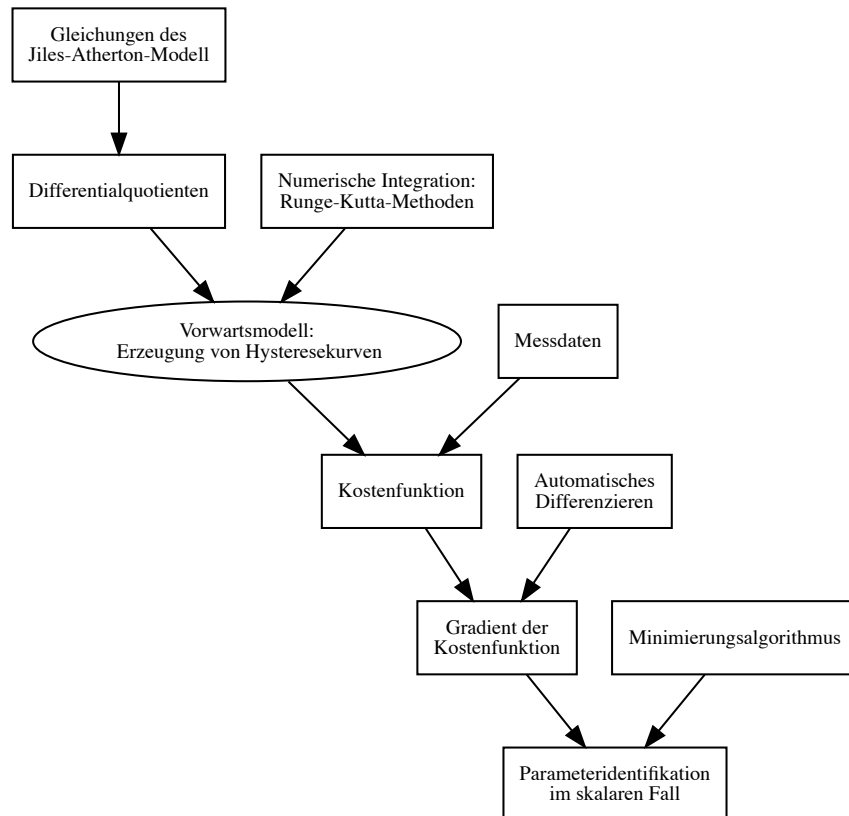 Gleichungen des
Jiles-Atherton-Modell
Differentialquotienten
Numerische Integration:
Runge-Kutta-Methoden
Vorwartsmodell:
Erzeugung von Hysteresekurven
Messdaten
Kostenfunktion
Automatisches
Differenzieren
Gradient der
Kostenfunktion
Minimierungsalgorithmus
Parameteridentifikation
im skalaren Fall